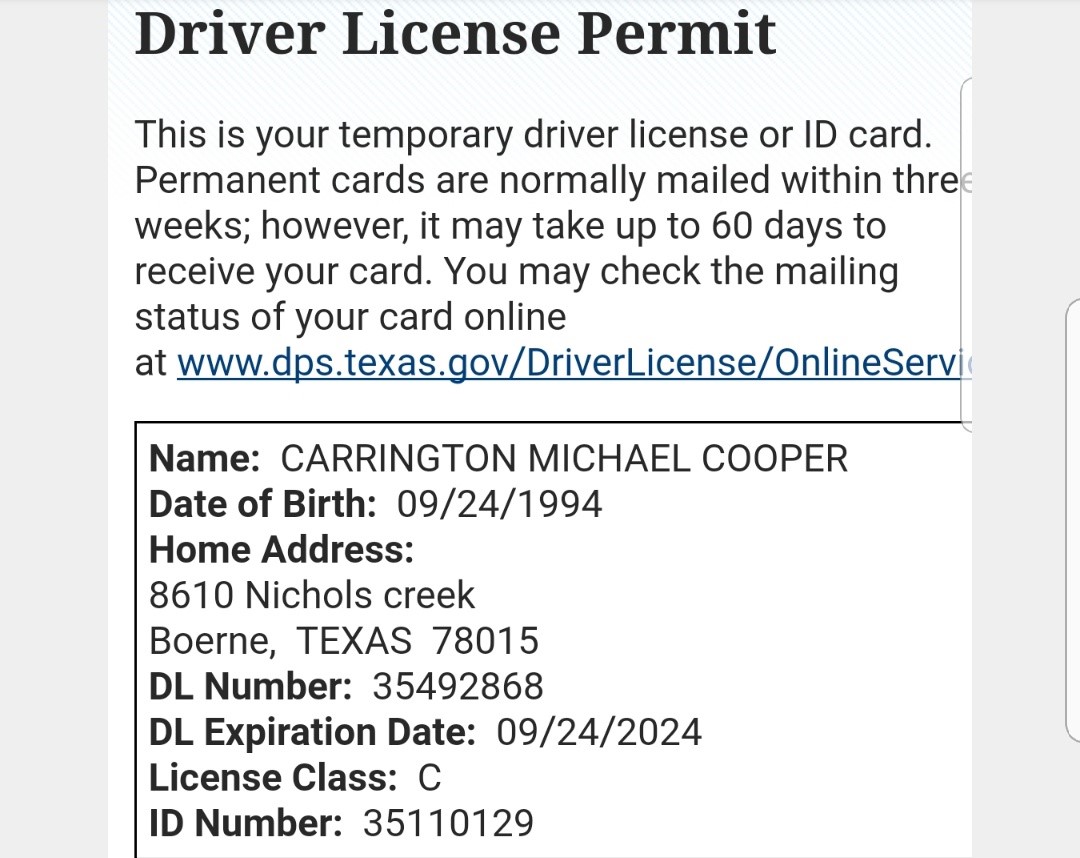 Driver License Permit
This is your temporary driver license or ID card.
Permanent cards are normally mailed within three
weeks; however, it may take up to 60 days to
receive your card. You may check the mailing
status of your card online
at www.dps.texas.gov/DriverLicense/OnlineServic
Name: CARRINGTON MICHAEL COOPER
Date of Birth: 09/24/1994
Home Address:
8610 Nichols creek
Boerne, TEXAS 78015
DL Number: 35492868
DL Expiration Date: 09/24/2024
License Class: C
ID Number: 35110129